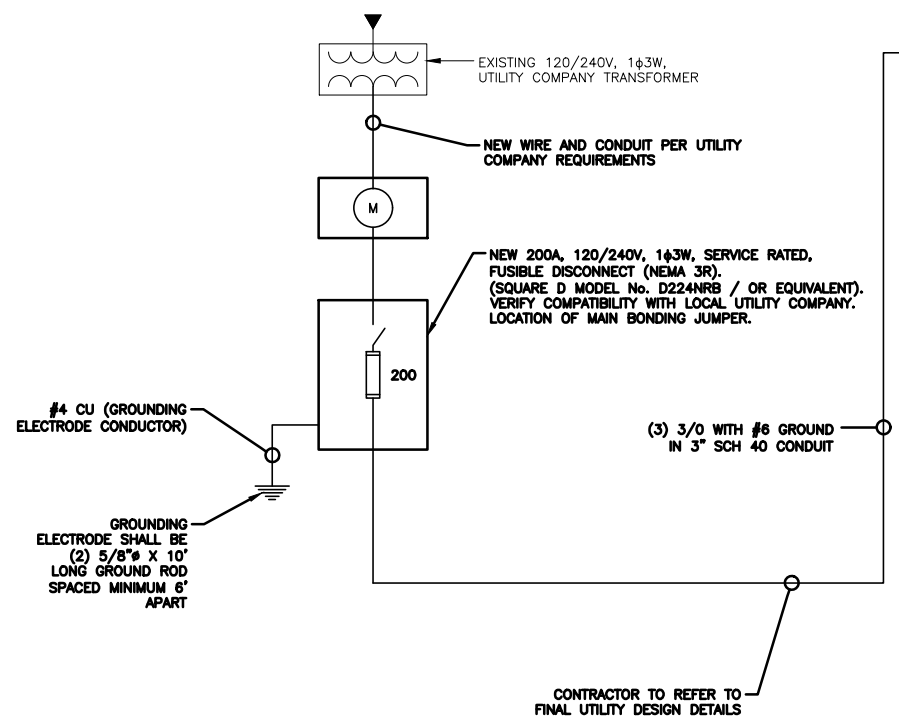 EXISTING 120/240V, 1ϕ3W,
UTILITY COMPANY TRANSFORMER
NEW WIRE AND CONDUIT PER UTILITY
COMPANY REQUIREMENTS
M
NEW 200A, 120/240V, 1ϕ3W, SERVICE RATED,
FUSIBLE DISCONNECT (NEMA 3R).
(SQUARE D MODEL No. D224NRB / OR EQUIVALENT).
VERIFY COMPATIBILITY WITH LOCAL UTILITY COMPANY.
LOCATION OF MAIN BONDING JUMPER.
200
#4 CU (GROUNDING
ELECTRODE CONDUCTOR)
(3) 3/0 WITH #6 GROUND
IN 3" SCH 40 CONDUIT
GROUNDING
ELECTRODE SHALL BE
(2) 5/8"ø X 10'
LONG GROUND ROD
SPACED MINIMUM 6'
APART
CONTRACTOR TO REFER TO
FINAL UTILITY DESIGN DETAILS